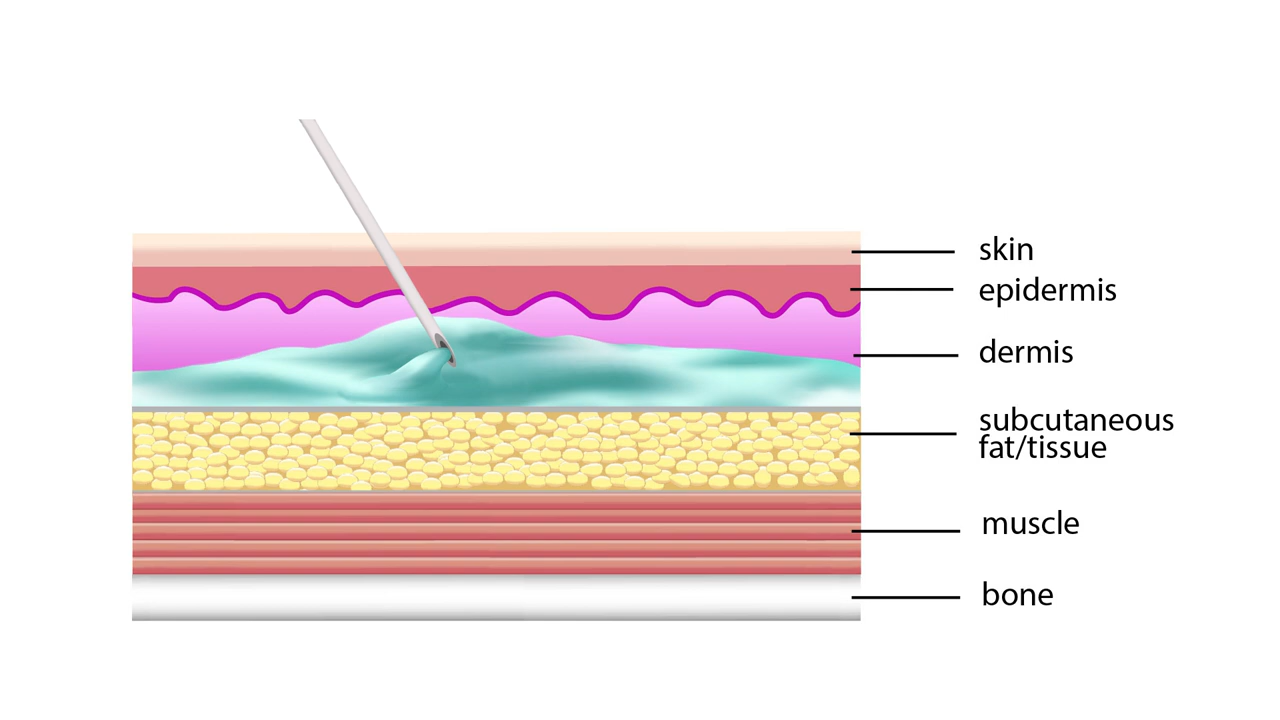 skin
epidermis
dermis
subcutaneous
fat/tissue
muscle
bone